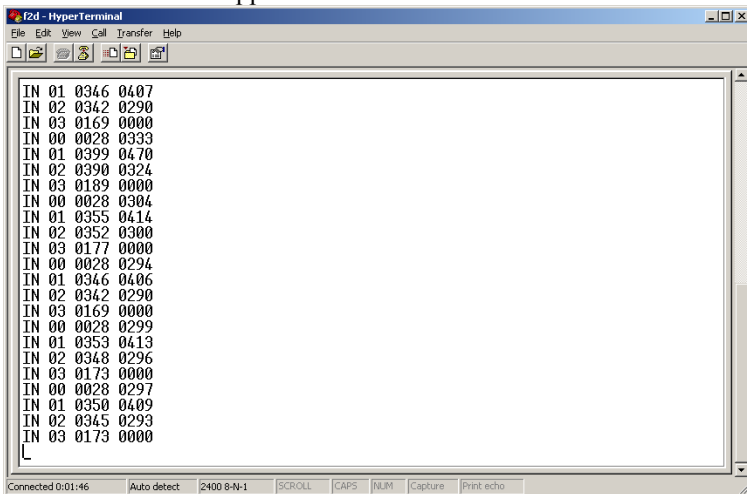 f2d - HyperTerminal
File Edit View Call Transfer Help
IN 01 0346 0407
IN 02 0342 0290
IN 03 0169 0000
IN 00 0028 0333
IN 01 0399 0470
IN 02 0390 0324
IN 03 0189 0000
IN 00 0028 0304
IN 01 0355 0414
IN 02 0352 0300
IN 03 0177 0000
IN 00 0028 0294
IN 01 0346 0406
IN 02 0342 0290
IN 03 0169 0000
IN 00 0028 0299
IN 01 0353 0413
IN 02 0348 0296
IN 03 0173 0000
IN 00 0028 0297
IN 01 0350 0409
IN 02 0345 0293
IN 03 0173 0000
Connected 0:01:46 Auto detect 2400 8-N-1 SCROLL CAPS NUM Capture Print echo